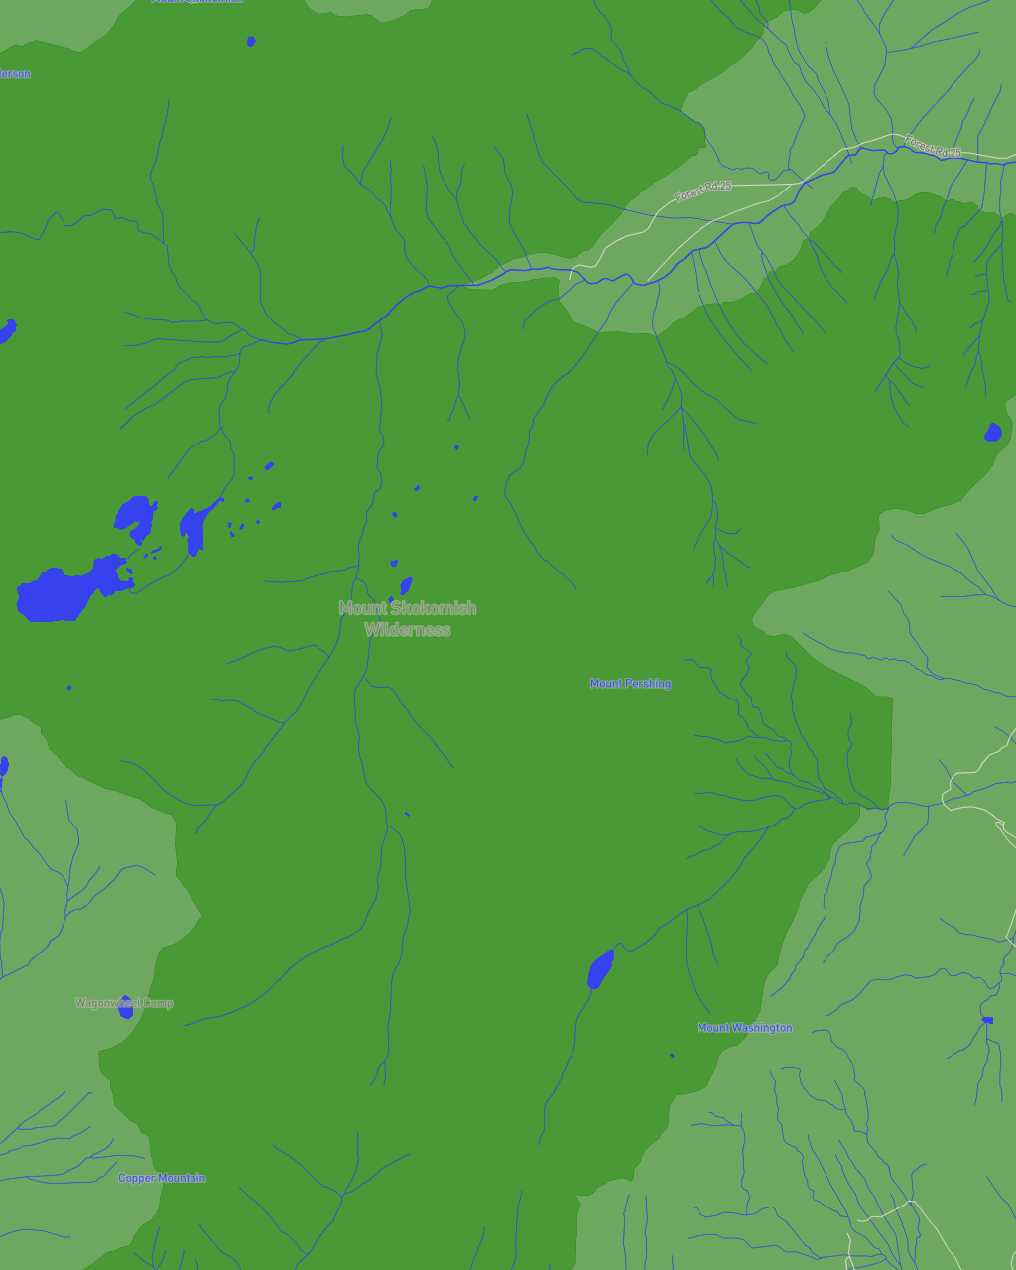 Forest Rd 25
Forest Rd 25
Mount Skokomish
Wilderness
Mount Pershing
Wagonwheel Camp
Mount Washington
Copper Mountain